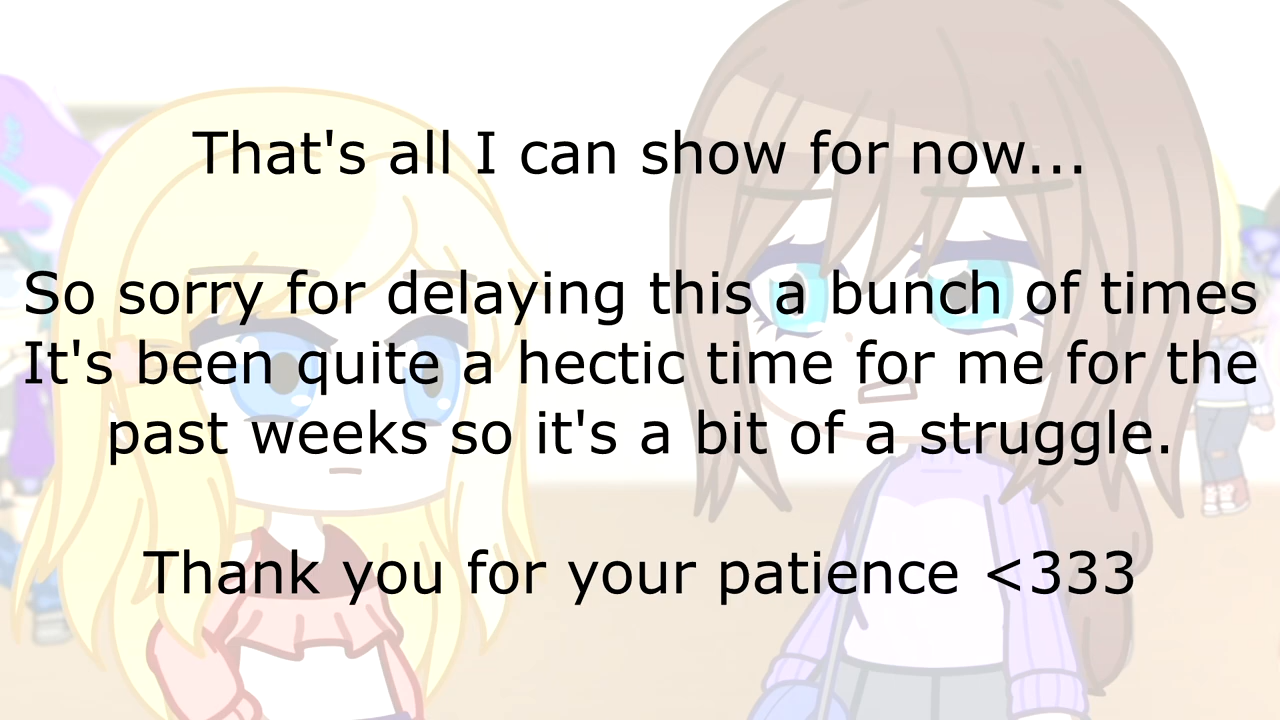 That's all I can show for now...
So sorry for delaying this a bunch of times
It's been quite a hectic time for me for the
past weeks so it's a bit of a struggle.
Thank you for your patience <333